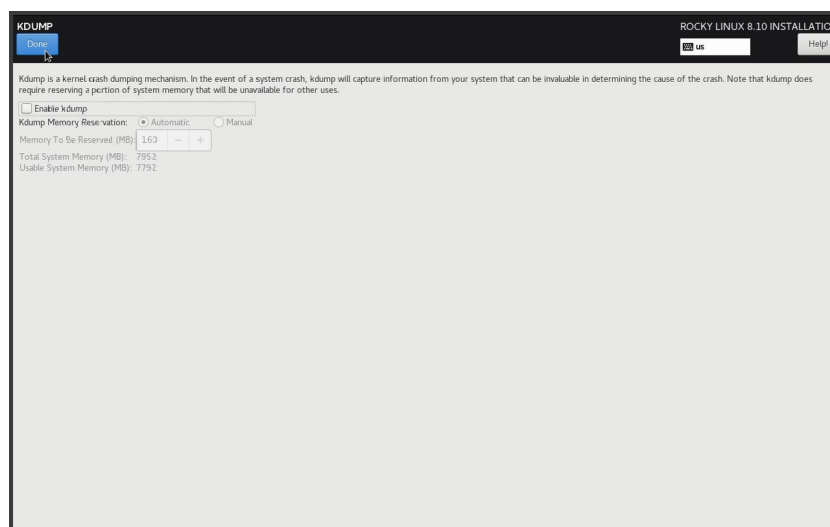 KDUMP
ROCKY LINUX 8.10 INSTALLATIO
Done
us
Help!
Kdump is a kernel crash dumping mechanism. In the event of a system crash, kdump will capture information from your system that can be invaluable in determining the cause of the crash. Note that kdump does
require reserving a portion of system memory that will be unavailable for other uses.
Enable kdump
Kdump Memory Reservation: Automatic Manual
Memory To Be Reserved (MB): 160 − +
Total System Memory (MB): 7952
Usable System Memory (MB): 7792